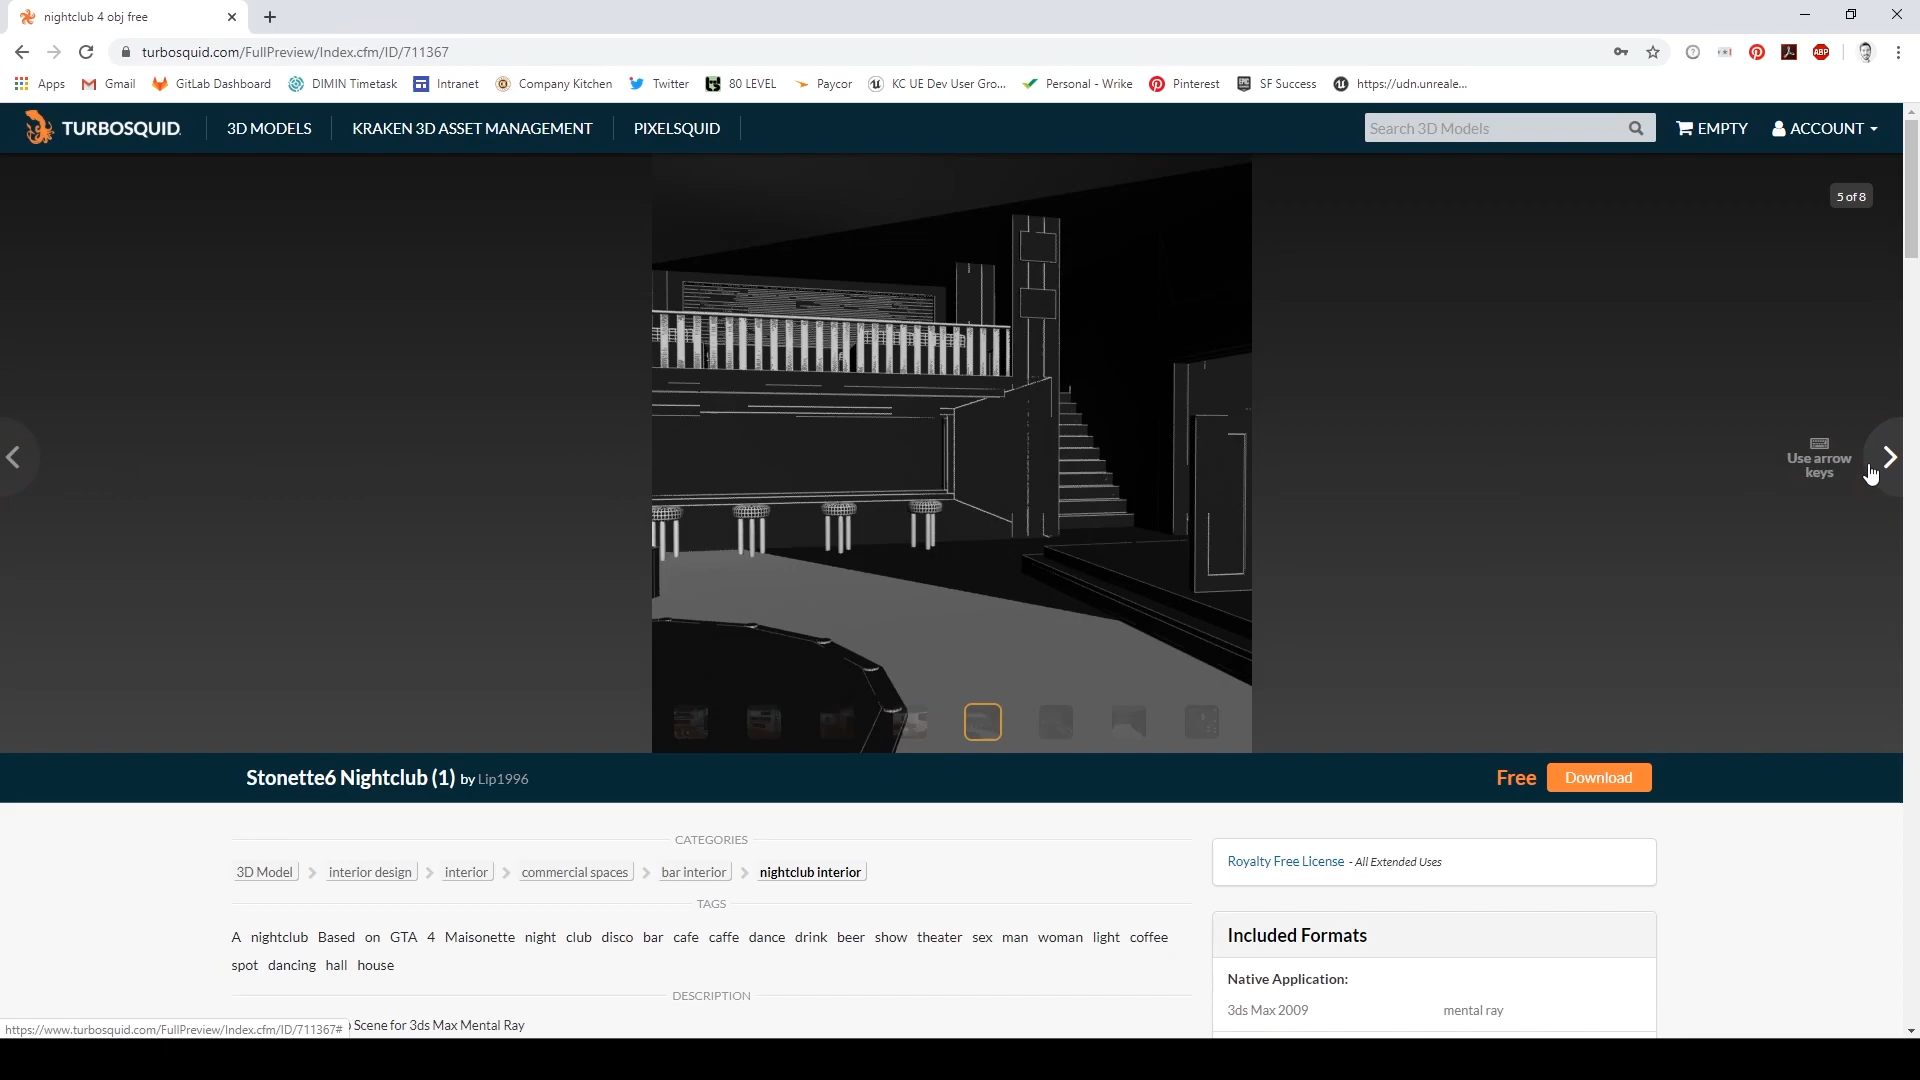 nightclub 4 obj free
turbosquid.com/FullPreview/Index.cfm/ID/711367
ABP
Apps Gmail GitLab Dashboard DIMIN Timetask Intranet Company Kitchen Twitter 80 LEVEL Paycor KC UE Dev User Gro... Personal - Wrike Pinterest SF Success https://udn.unreale...
TURBOSQUID 3D MODELS KRAKEN 3D ASSET MANAGEMENT PIXELSQUID Search 3D Models EMPTY ACCOUNT
5 of 8
Use arrow
keys
Stonette6 Nightclub (1) by Lip1996 Free Download
CATEGORIES
3D Model interior design interior commercial spaces bar interior nightclub interior
TAGS
A nightclub Based on GTA 4 Maisonette night club disco bar cafe caffe dance drink beer show theater sex man woman light coffee
spot dancing hall house
DESCRIPTION
Scene for 3ds Max Mental Ray
Royalty Free License - All Extended Uses
Included Formats
Native Application:
3ds Max 2009 mental ray
https://www.turbosquid.com/FullPreview/Index.cfm/ID/711367#